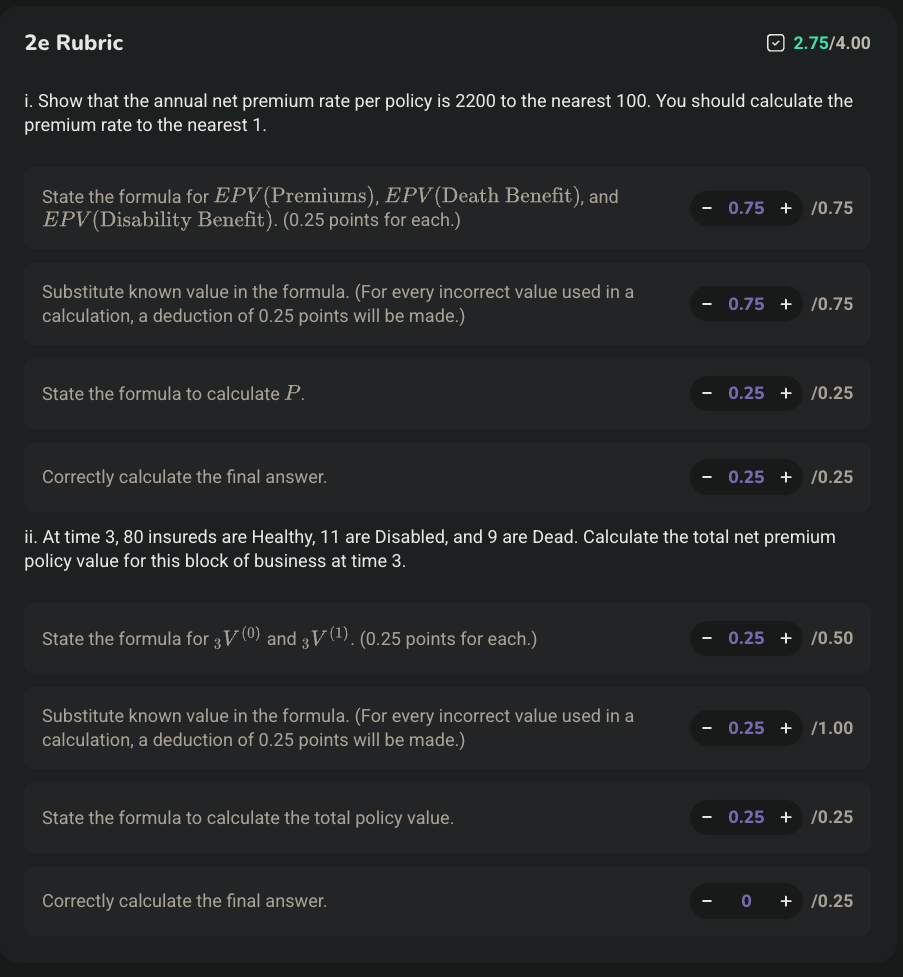 2e Rubric
2.75/4.00
i. Show that the annual net premium rate per policy is 2200 to the nearest 100. You should calculate the
premium rate to the nearest 1.
State the formula for EPV(Premiums), EPV(Death Benefit), and
EPV(Disability Benefit). (0.25 points for each.)
− 0.75 + /0.75
Substitute known value in the formula. (For every incorrect value used in a
calculation, a deduction of 0.25 points will be made.)
− 0.75 + /0.75
State the formula to calculate P.
− 0.25 + /0.25
Correctly calculate the final answer.
− 0.25 + /0.25
ii. At time 3, 80 insureds are Healthy, 11 are Disabled, and 9 are Dead. Calculate the total net premium
policy value for this block of business at time 3.
State the formula for ₃V⁽⁰⁾ and ₃V⁽¹⁾. (0.25 points for each.)
− 0.25 + /0.50
Substitute known value in the formula. (For every incorrect value used in a
calculation, a deduction of 0.25 points will be made.)
− 0.25 + /1.00
State the formula to calculate the total policy value.
− 0.25 + /0.25
Correctly calculate the final answer.
− 0 + /0.25